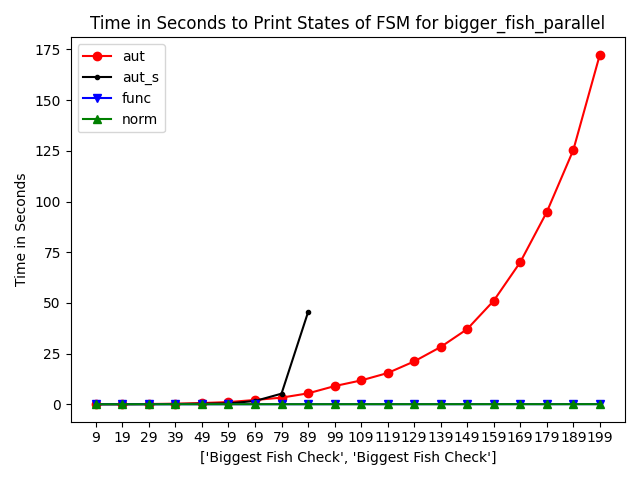 Time in Seconds to Print States of FSM for bigger_fish_parallel
aut
aut_s
func
norm
Time in Seconds
175
150
125
100
75
50
25
0
9 19 29 39 49 59 69 79 89 99 109 119 129 139 149 159 169 179 189 199
['Biggest Fish Check', 'Biggest Fish Check']